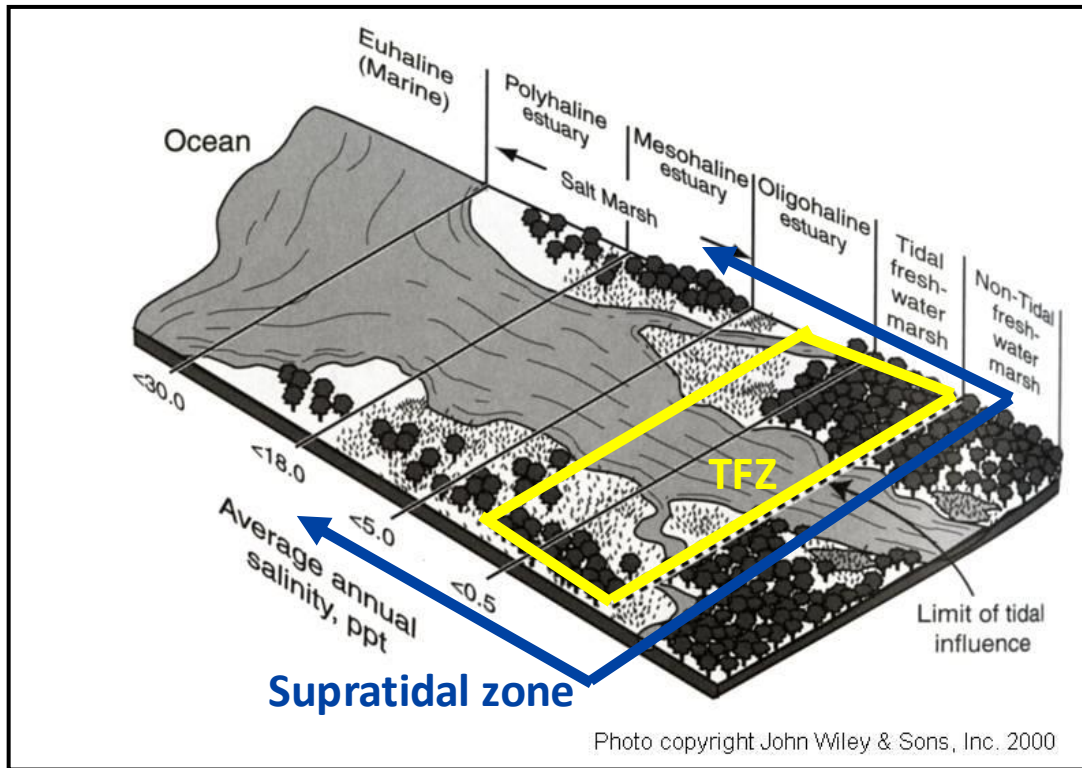 Euhaline
(Marine)
Polyhaline
estuary
Mesohaline
estuary
Oligohaline
estuary
Tidal
fresh-
water
marsh
Non-Tidal
fresh-
water
marsh
Ocean
Salt Marsh
TFZ
<30.0
<18.0
<5.0
<0.5
Average annual
salinity, ppt
Limit of tidal
influence
Supratidal zone
Photo copyright John Wiley & Sons, Inc. 2000